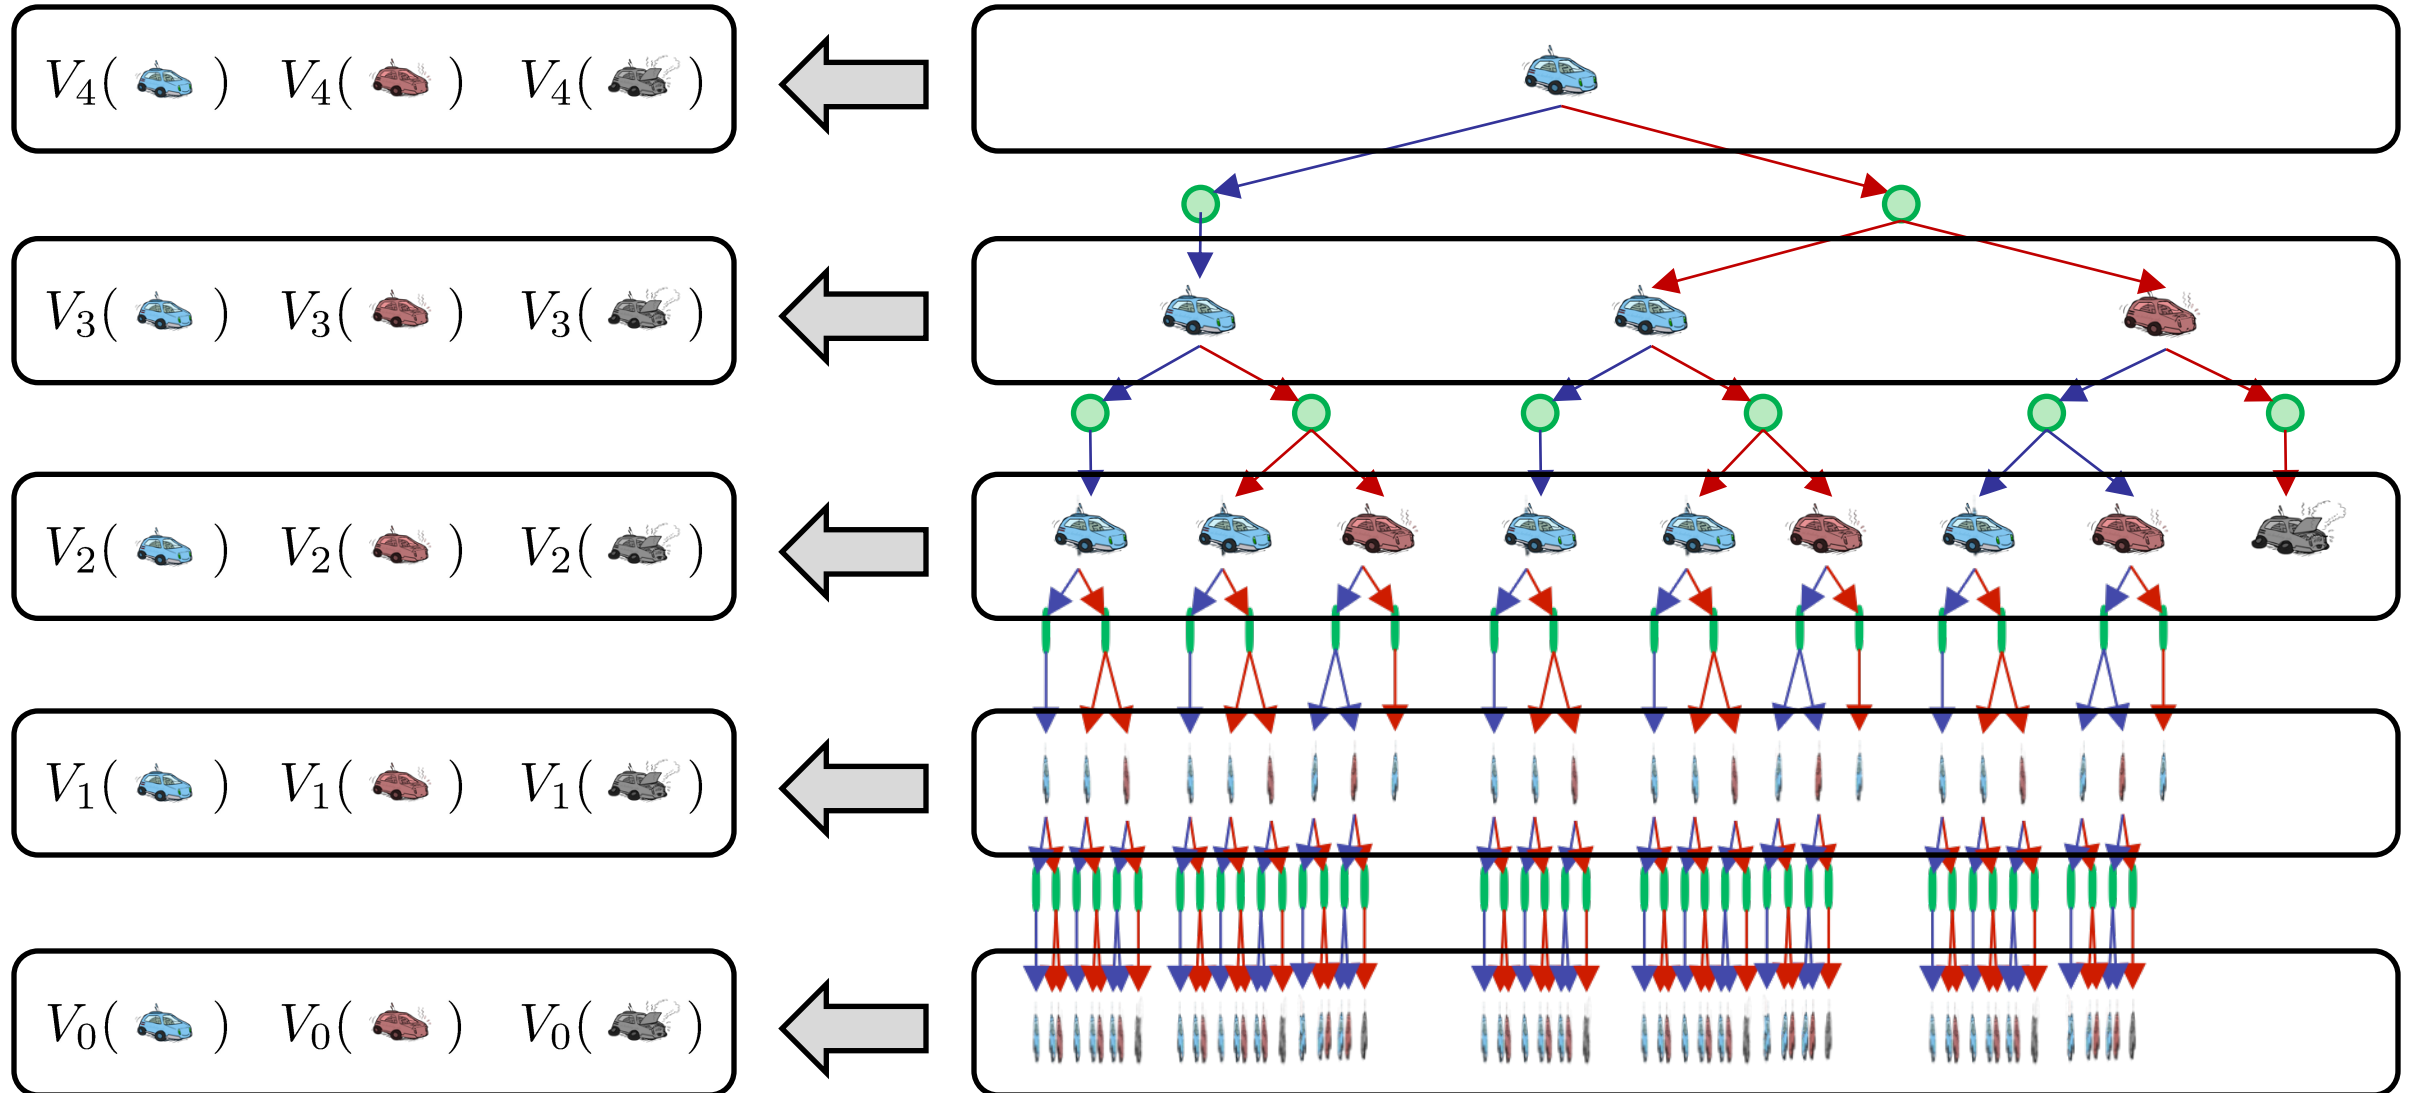 V₄( ) V₄( ) V₄( )
V₃( ) V₃( ) V₃( )
V₂( ) V₂( ) V₂( )
V₁( ) V₁( ) V₁( )
V₀( ) V₀( ) V₀( )